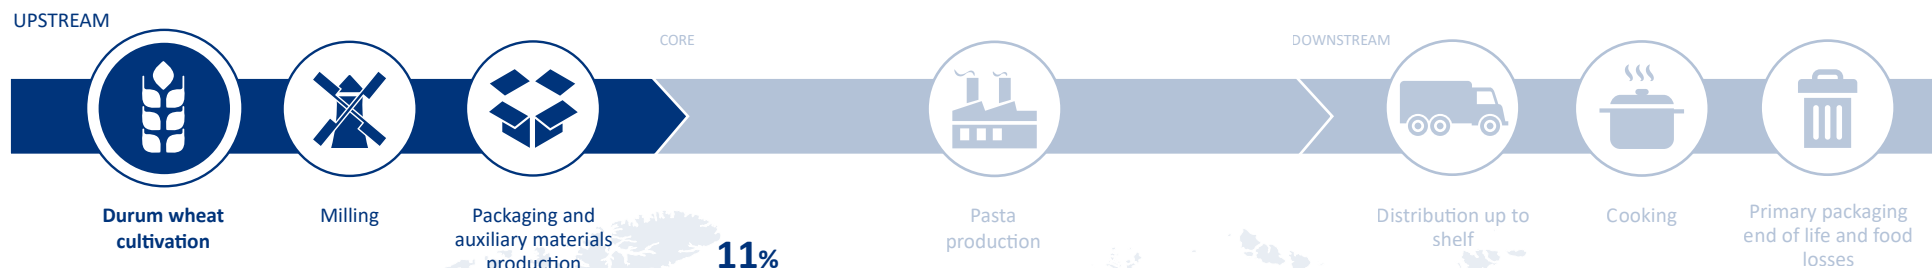 UPSTREAM
CORE
DOWNSTREAM
Durum wheat
cultivation
Milling
Packaging and
auxiliary materials
production
11%
Pasta
production
Distribution up to
shelf
Cooking
Primary packaging
end of life and food
losses